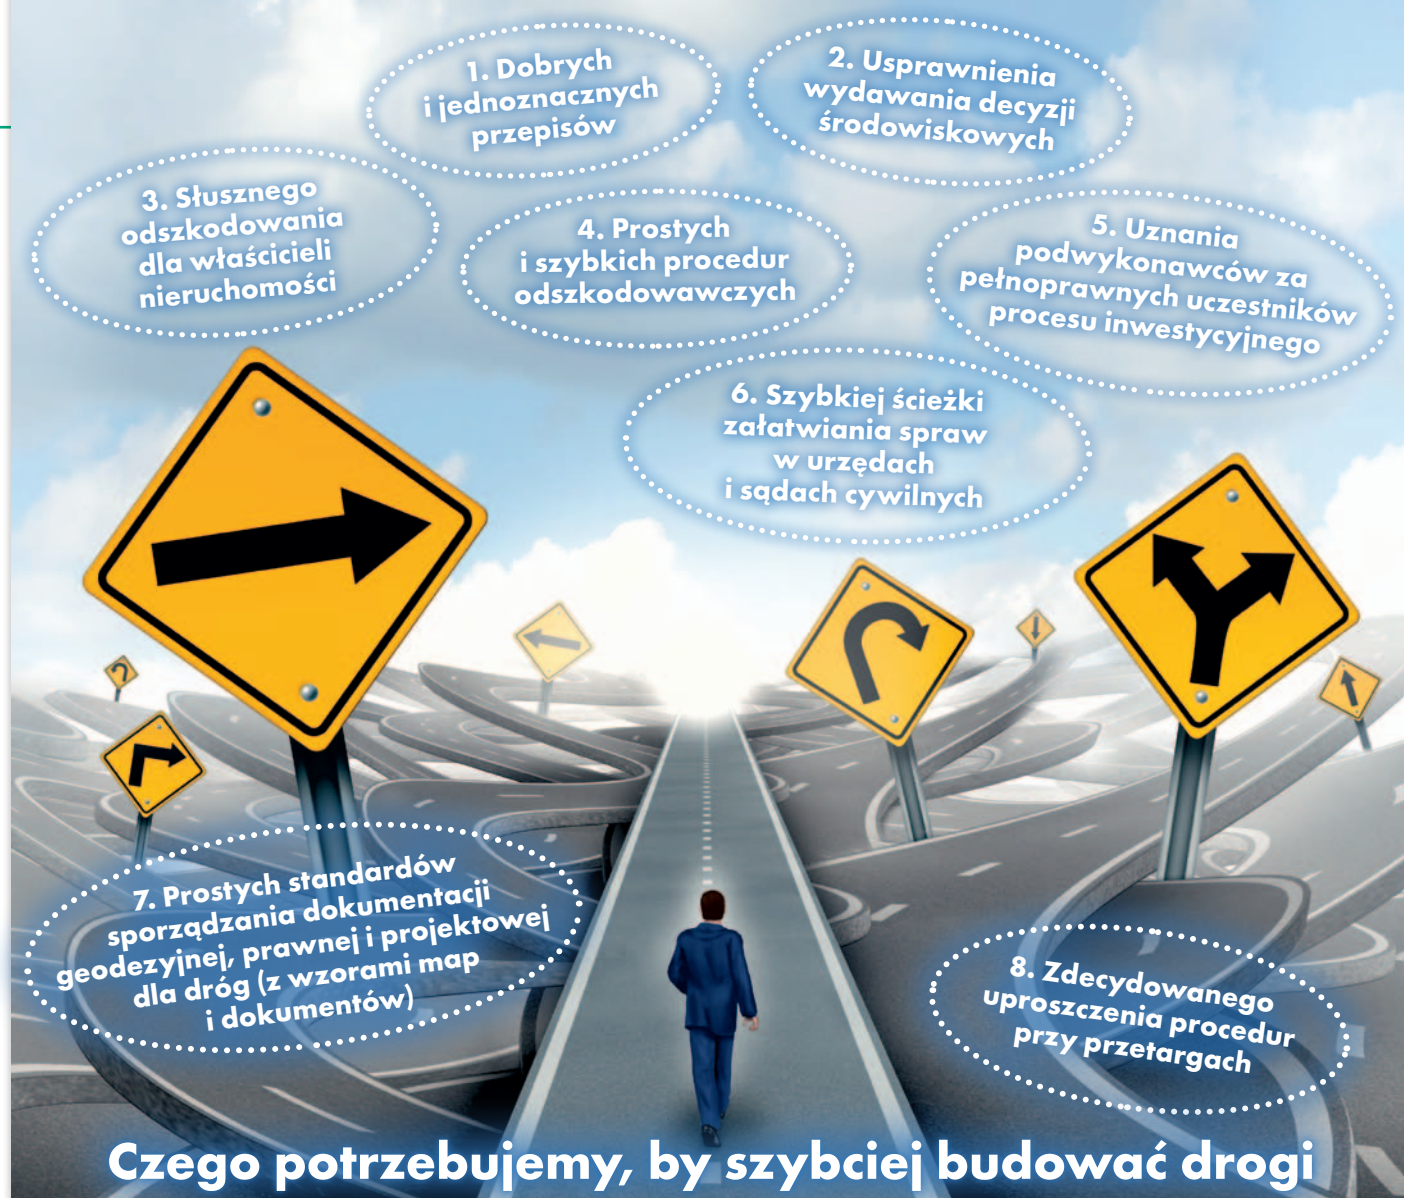 1. Dobrych
i jednoznacznych
przepisów
2. Usprawnienia
wydawania decyzji
środowiskowych
3. Słusznego
odszkodowania
dla właścicieli
nieruchomości
4. Prostych
i szybkich procedur
odszkodowawczych
5. Uznania
podwykonawców za
pełnoprawnych uczestników
procesu inwestycyjnego
6. Szybkiej ścieżki
załatwiania spraw
w urzędach
i sądach cywilnych
7. Prostych standardów
sporządzania dokumentacji
geodezyjnej, prawnej i projektowej
dla dróg (z wzorami map
i dokumentów)
8. Zdecydowanego
uproszczenia procedur
przy przetargach
Czego potrzebujemy, by szybciej budować drogi